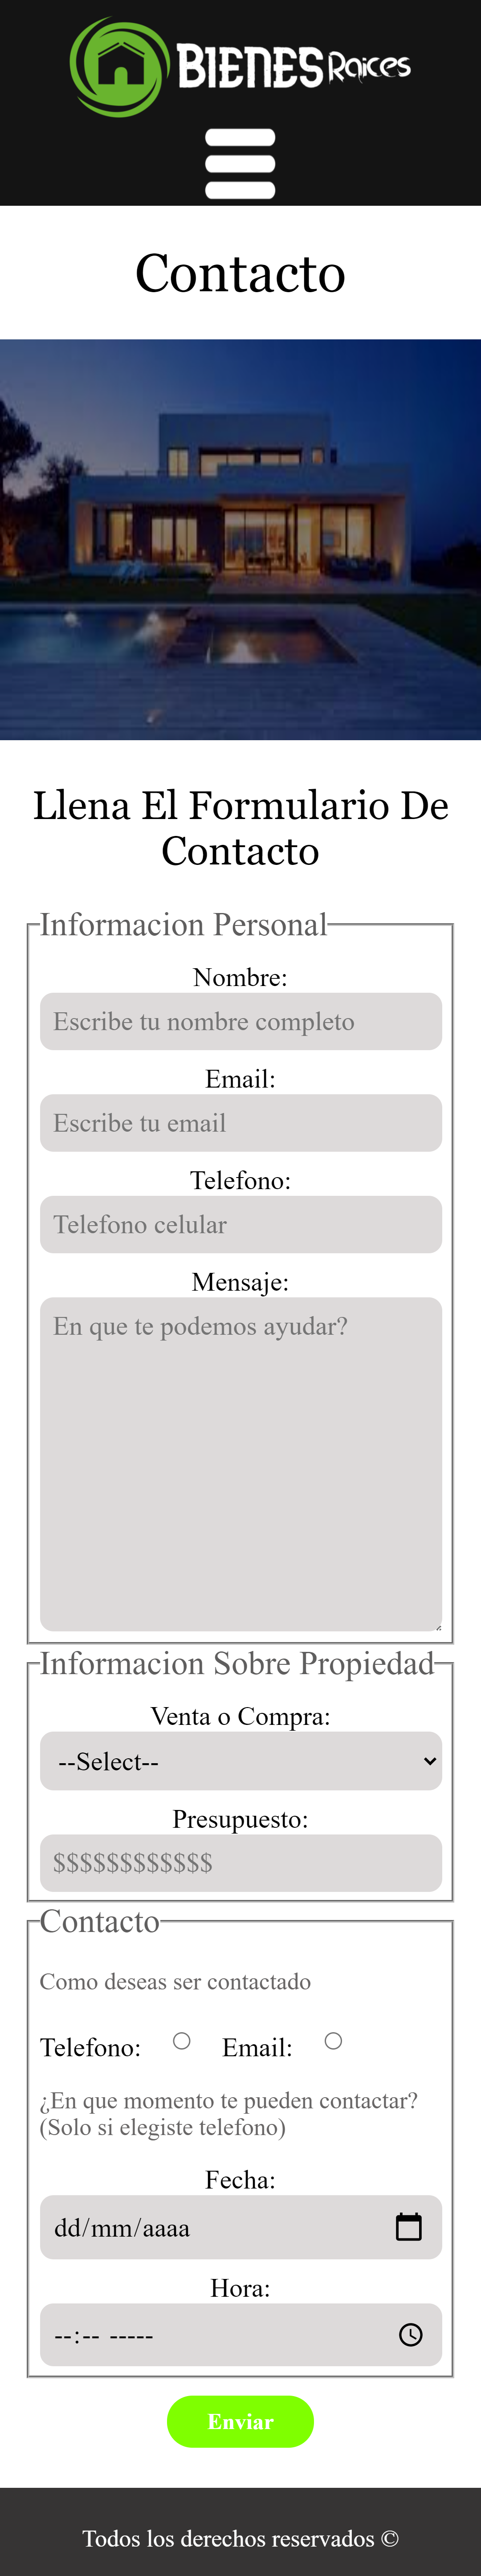 BIENES Raices
Contacto
Llena El Formulario De
Contacto
Informacion Personal
Nombre:
Escribe tu nombre completo
Email:
Escribe tu email
Telefono:
Telefono celular
Mensaje:
En que te podemos ayudar?
Informacion Sobre Propiedad
Venta o Compra:
--Select--
Presupuesto:
$$$$$$$$$$$$
Contacto
Como deseas ser contactado
Telefono: Email:
¿En que momento te pueden contactar?
(Solo si elegiste telefono)
Fecha:
dd/mm/aaaa
Hora:
--:-- -----
Enviar
Todos los derechos reservados ©